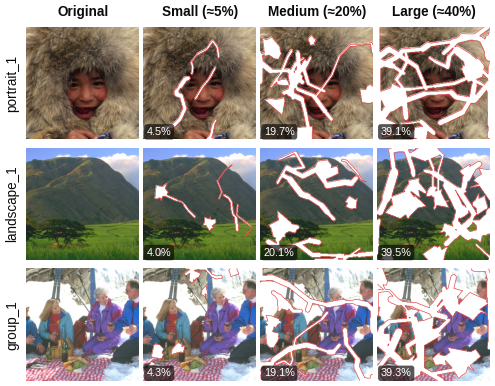 Original Small (≈5%) Medium (≈20%) Large (≈40%)
portrait_1
4.5% 19.7% 39.1%
landscape_1
4.0% 20.1% 39.5%
group_1
4.3% 19.1% 39.3%